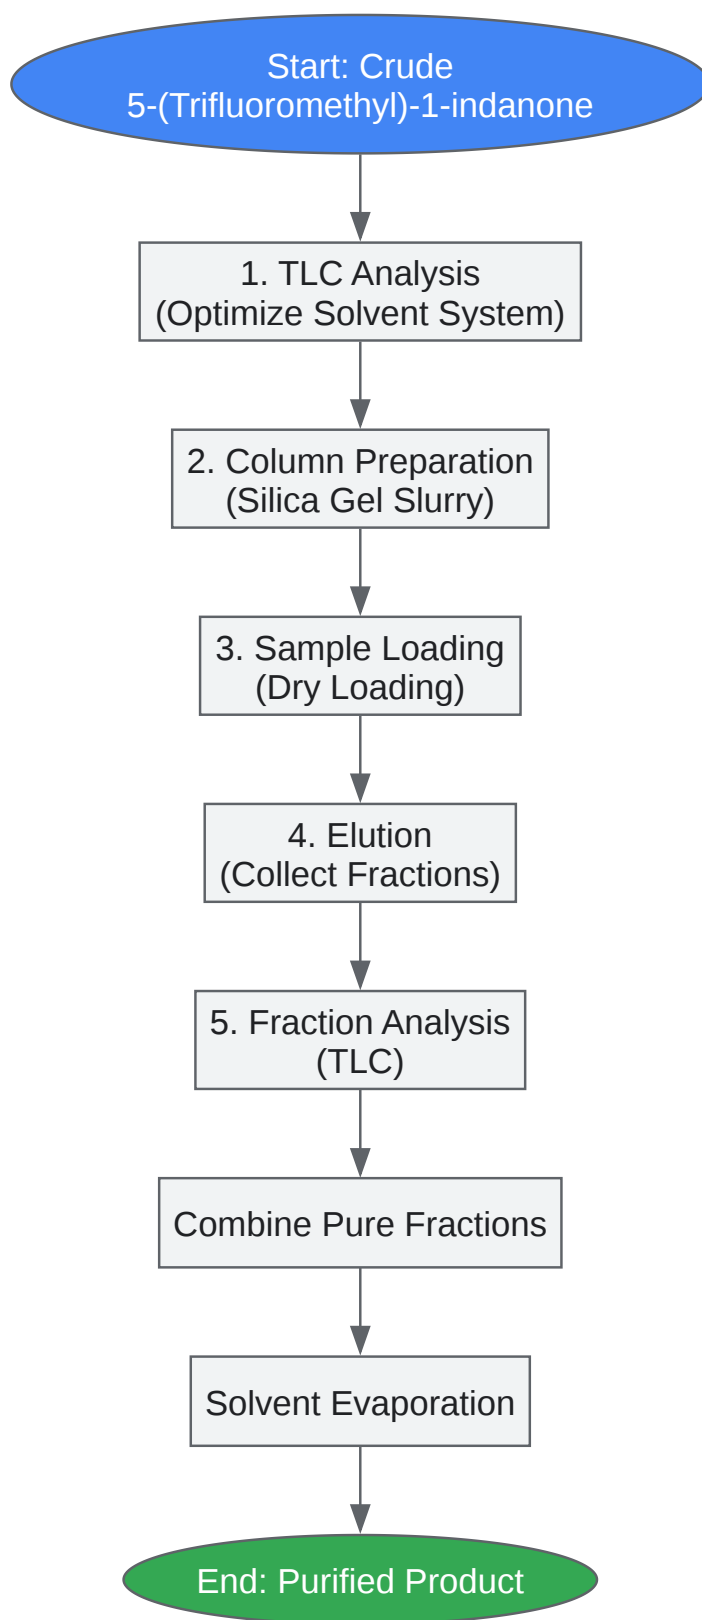 Start: Crude
5-(Trifluoromethyl)-1-indanone
1. TLC Analysis
(Optimize Solvent System)
2. Column Preparation
(Silica Gel Slurry)
3. Sample Loading
(Dry Loading)
4. Elution
(Collect Fractions)
5. Fraction Analysis
(TLC)
Combine Pure Fractions
Solvent Evaporation
End: Purified Product